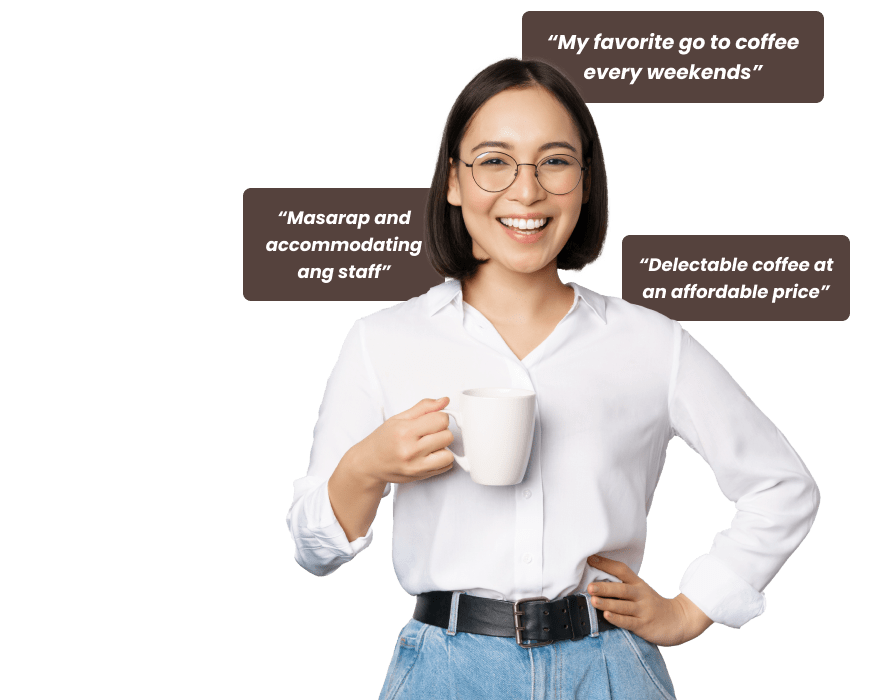 “My favorite go to coffee
every weekends”
“Masarap and
accommodating
ang staff”
“Delectable coffee at
an affordable price”